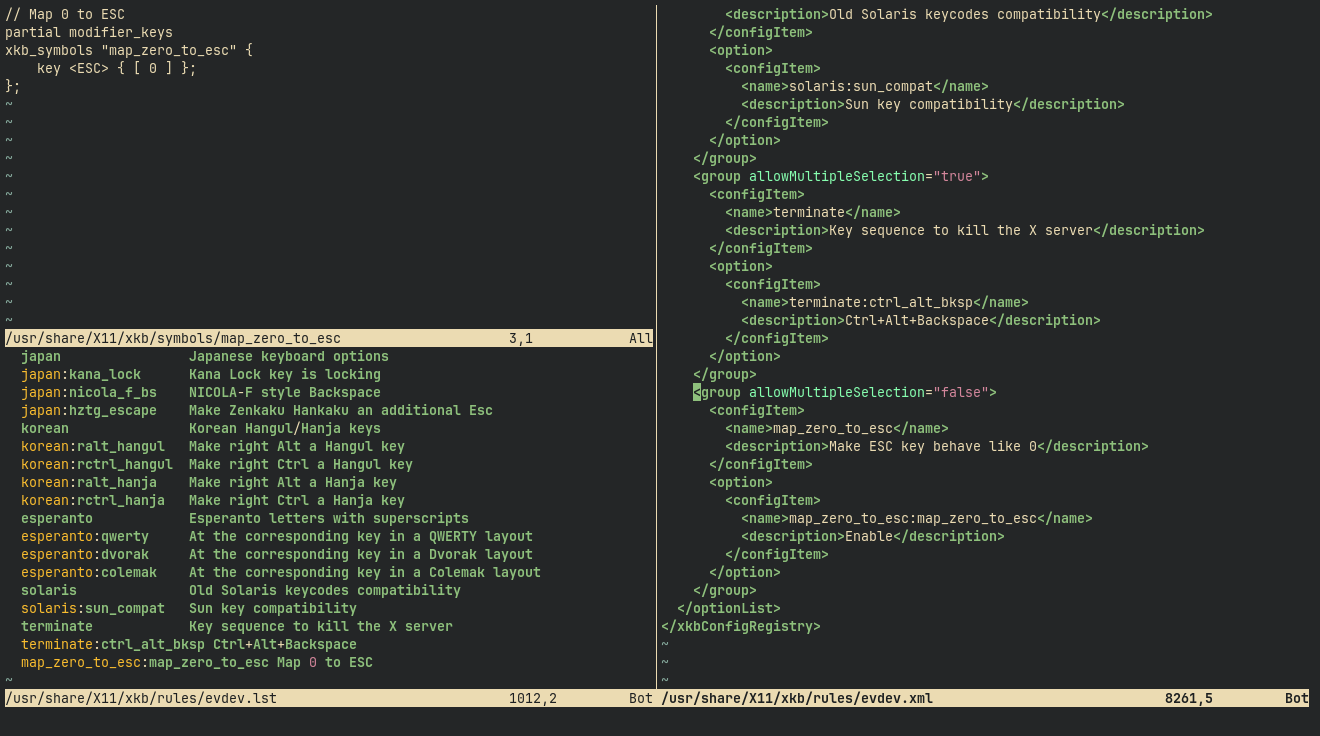 // Map 0 to ESC
partial modifier_keys
xkb_symbols "map_zero_to_esc" {
    key <ESC> { [ 0 ] };
};
~
~
~
~
~
~
~
~
~
~
~
~
~
/usr/share/X11/xkb/symbols/map_zero_to_esc 3,1 All
  japan                Japanese keyboard options
  japan:kana_lock      Kana Lock key is locking
  japan:nicola_f_bs    NICOLA-F style Backspace
  japan:hztg_escape    Make Zenkaku Hankaku an additional Esc
  korean               Korean Hangul/Hanja keys
  korean:ralt_hangul   Make right Alt a Hangul key
  korean:rctrl_hangul  Make right Ctrl a Hangul key
  korean:ralt_hanja    Make right Alt a Hanja key
  korean:rctrl_hanja   Make right Ctrl a Hanja key
  esperanto            Esperanto letters with superscripts
  esperanto:qwerty     At the corresponding key in a QWERTY layout
  esperanto:dvorak     At the corresponding key in a Dvorak layout
  esperanto:colemak    At the corresponding key in a Colemak layout
  solaris              Old Solaris keycodes compatibility
  solaris:sun_compat   Sun key compatibility
  terminate            Key sequence to kill the X server
  terminate:ctrl_alt_bksp Ctrl+Alt+Backspace
  map_zero_to_esc:map_zero_to_esc Map 0 to ESC
~
/usr/share/X11/xkb/rules/evdev.lst 1012,2 Bot
        <description>Old Solaris keycodes compatibility</description>
      </configItem>
      <option>
        <configItem>
          <name>solaris:sun_compat</name>
          <description>Sun key compatibility</description>
        </configItem>
      </option>
    </group>
    <group allowMultipleSelection="true">
      <configItem>
        <name>terminate</name>
        <description>Key sequence to kill the X server</description>
      </configItem>
      <option>
        <configItem>
          <name>terminate:ctrl_alt_bksp</name>
          <description>Ctrl+Alt+Backspace</description>
        </configItem>
      </option>
    </group>
    <group allowMultipleSelection="false">
      <configItem>
        <name>map_zero_to_esc</name>
        <description>Make ESC key behave like 0</description>
      </configItem>
      <option>
        <configItem>
          <name>map_zero_to_esc:map_zero_to_esc</name>
          <description>Enable</description>
        </configItem>
      </option>
    </group>
  </optionList>
</xkbConfigRegistry>
~
~
~
/usr/share/X11/xkb/rules/evdev.xml 8261,5 Bot